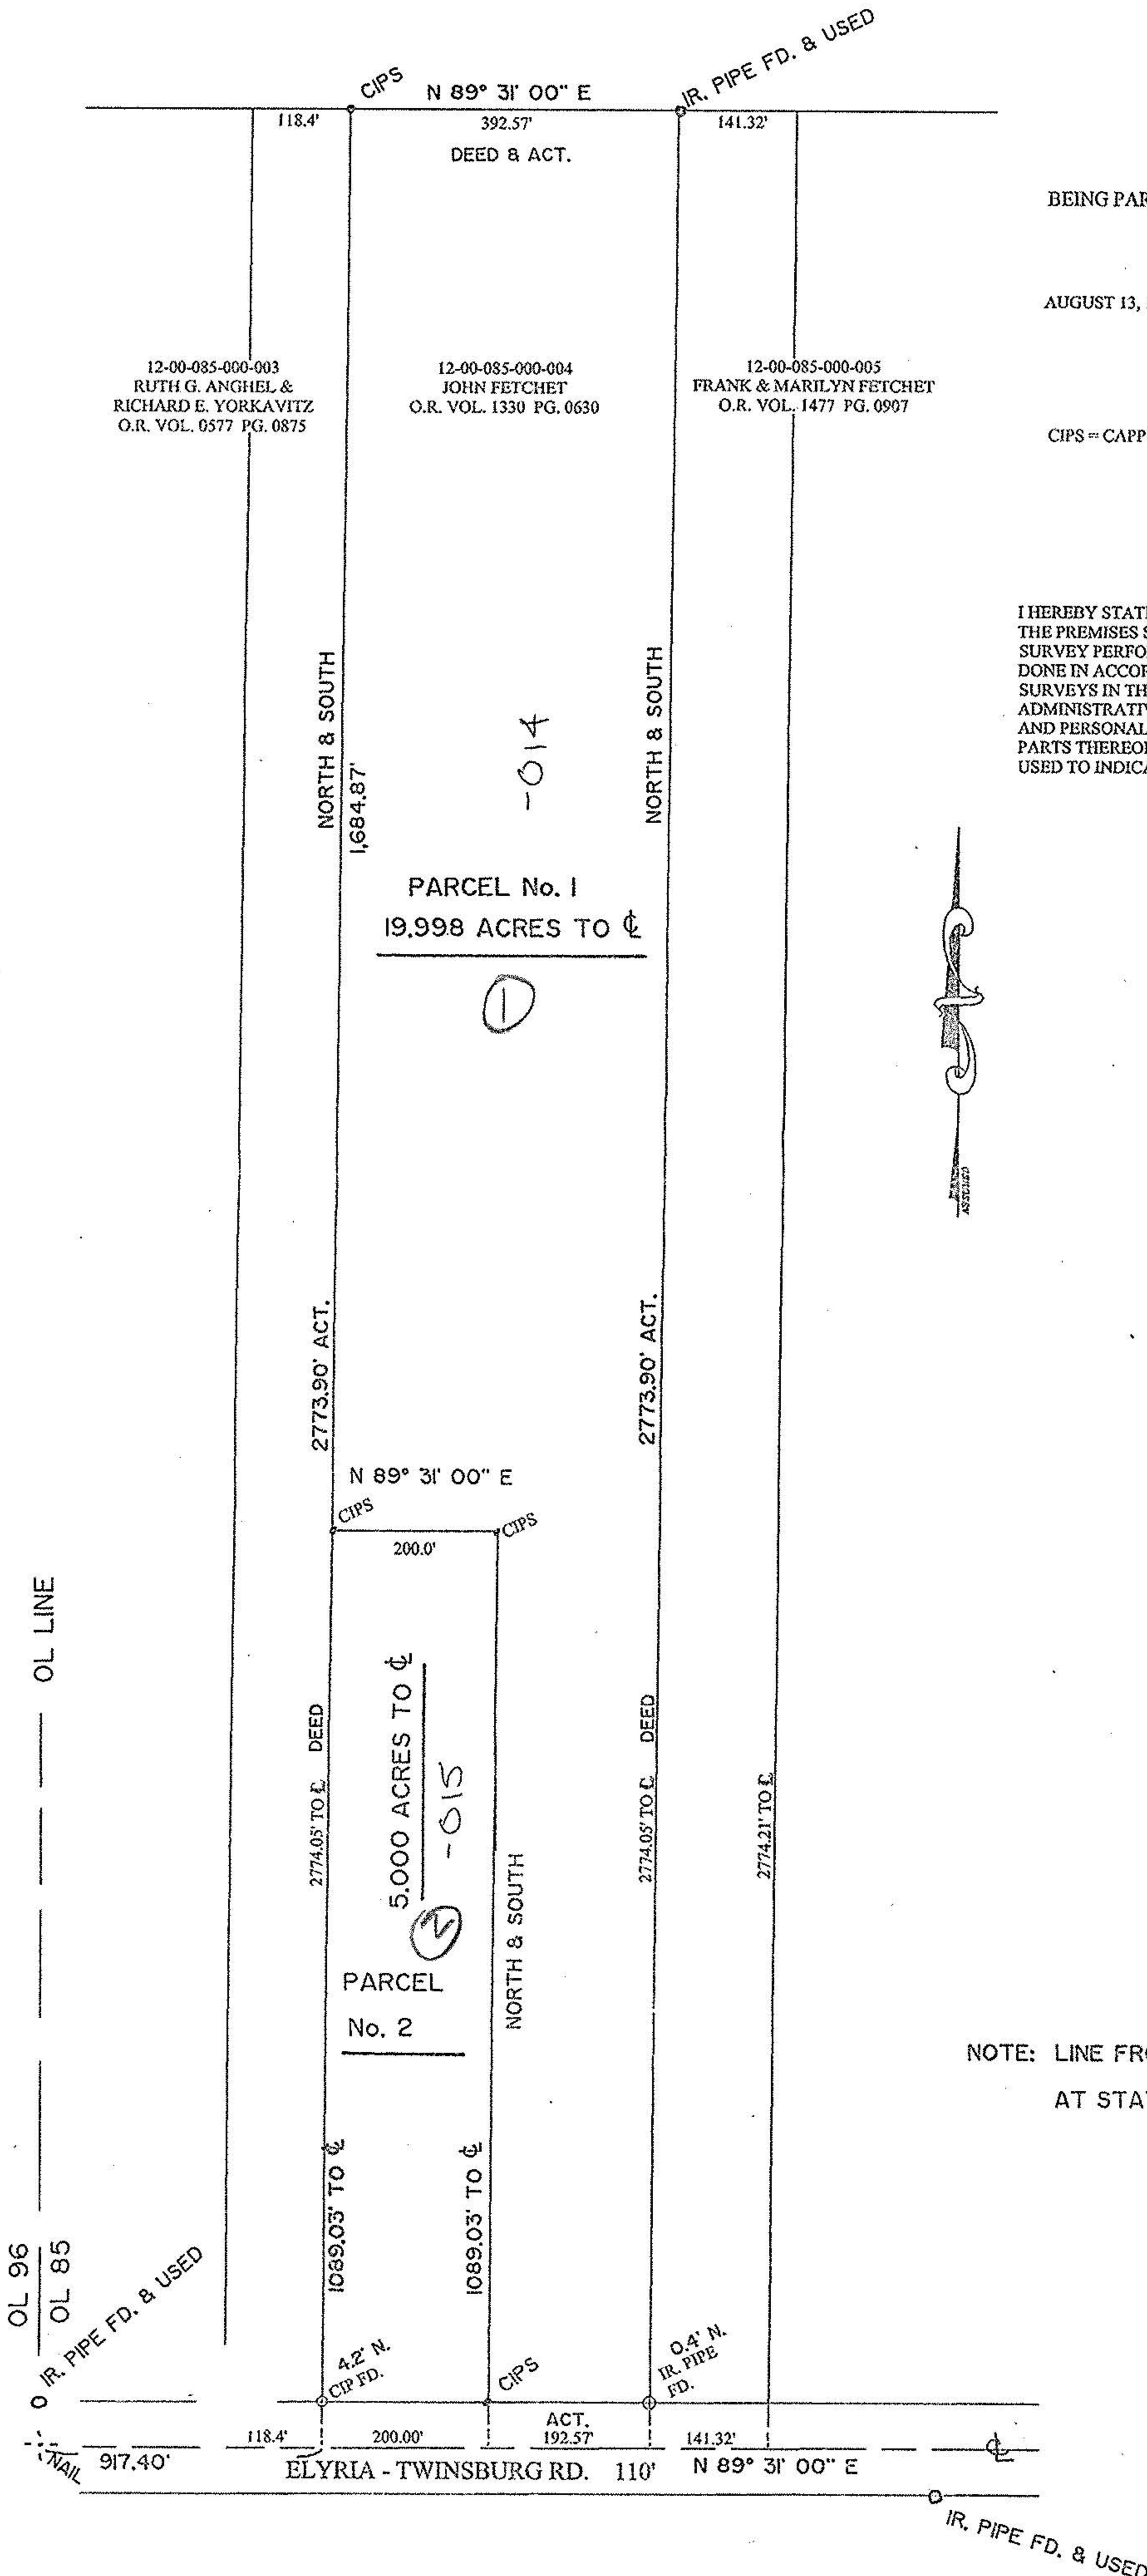 CIPS
N 89° 31' 00" E
IR. PIPE FD. & USED
118.4'
392.57'
141.32'
DEED & ACT.
BEING PAR
AUGUST 13,
12-00-085-000-003
RUTH G. ANGHEL &
RICHARD E. YORKAVITZ
O.R. VOL. 0577 PG. 0875
12-00-085-000-004
JOHN FETCHET
O.R. VOL. 1330 PG. 0630
12-00-085-000-005
FRANK & MARILYN FETCHET
O.R. VOL. 1477 PG. 0907
CIPS = CAPP
I HEREBY STAT
THE PREMISES S
SURVEY PERFO
DONE IN ACCOR
SURVEYS IN TH
ADMINISTRATIV
AND PERSONAL
PARTS THEREO
USED TO INDICA
NORTH & SOUTH
1,684.87'
-014
NORTH & SOUTH
PARCEL No. 1
19.998 ACRES TO ℄
1
ASSUMED
2773.90' ACT.
2773.90' ACT.
N 89° 31' 00" E
CIPS
CIPS
200.0'
OL LINE
2774.05' TO ℄ DEED
5.000 ACRES TO ℄
-015
2
2774.05' TO ℄ DEED
2774.21' TO ℄
NORTH & SOUTH
PARCEL
No. 2
NOTE: LINE FR
AT STA
1089.03' TO ℄
1089.03' TO ℄
OL 96
OL 85
IR. PIPE FD. & USED
4.2' N.
CIP FD.
CIPS
0.4' N.
IR. PIPE
FD.
ACT.
118.4'
200.00'
192.57'
141.32'
℄
NAIL
917.40'
ELYRIA - TWINSBURG RD. 110'
N 89° 31' 00" E
IR. PIPE FD. & USED